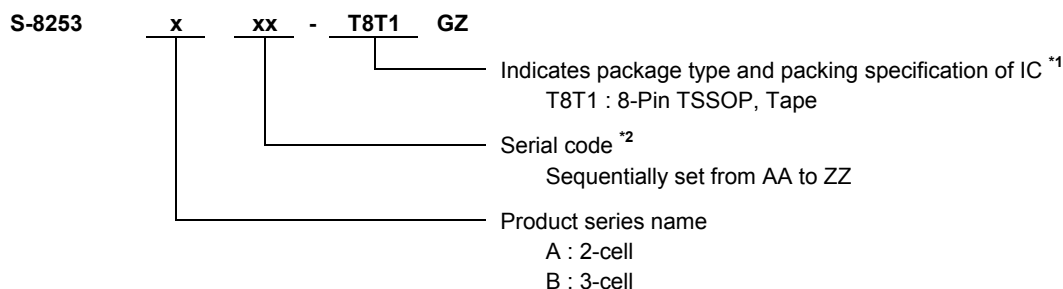 S-8253 x xx - T8T1 GZ
Indicates package type and packing specification of IC *1
T8T1 : 8-Pin TSSOP, Tape
Serial code *2
Sequentially set from AA to ZZ
Product series name
A : 2-cell
B : 3-cell